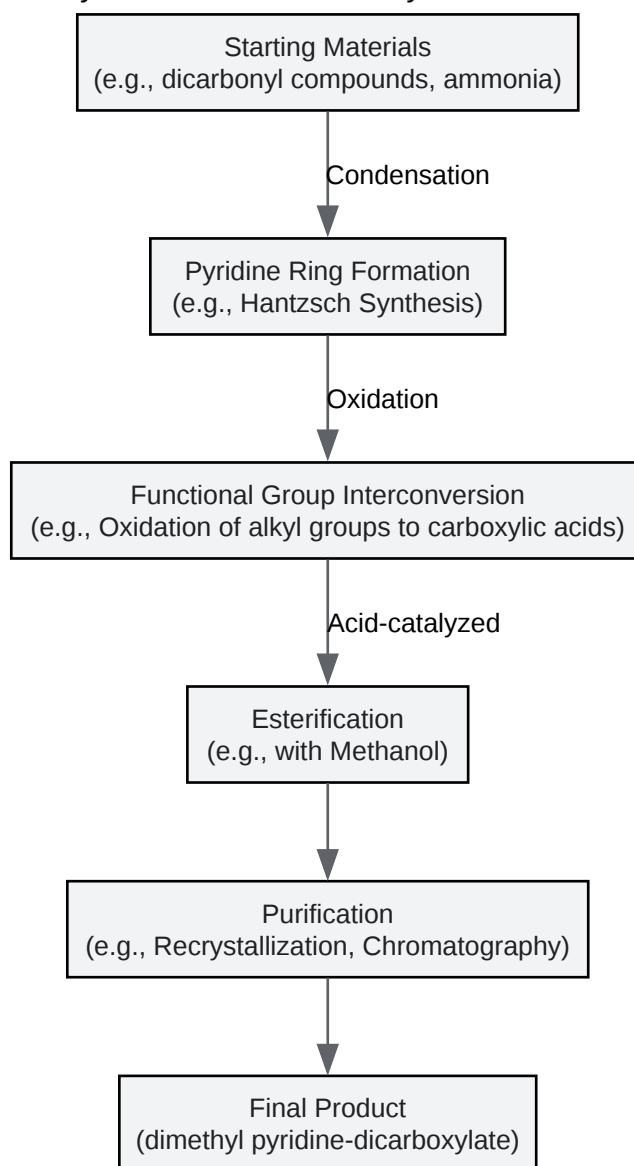 Starting Materials
(e.g., dicarbonyl compounds, ammonia)
Condensation
Pyridine Ring Formation
(e.g., Hantzsch Synthesis)
Oxidation
Functional Group Interconversion
(e.g., Oxidation of alkyl groups to carboxylic acids)
Acid-catalyzed
Esterification
(e.g., with Methanol)
Purification
(e.g., Recrystallization, Chromatography)
Final Product
(dimethyl pyridine-dicarboxylate)